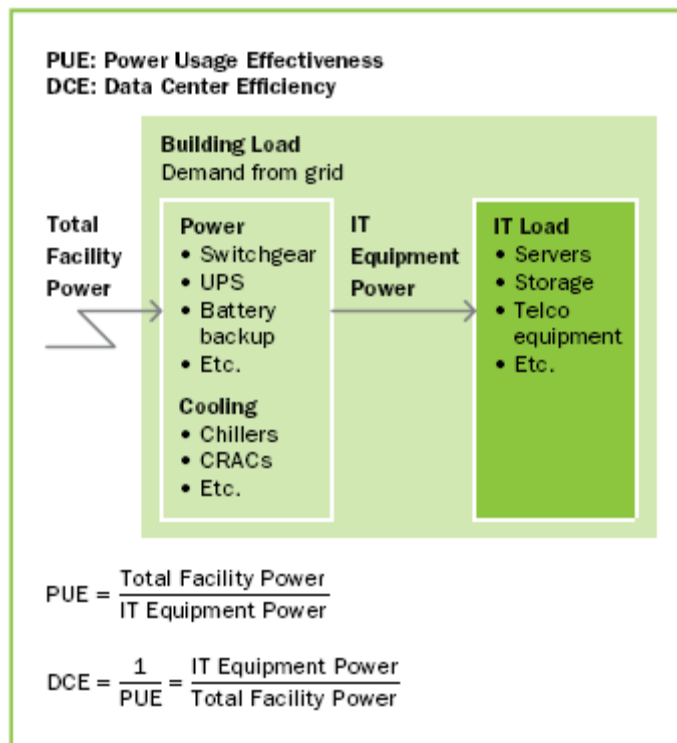 PUE: Power Usage Effectiveness
DCE: Data Center Efficiency
Building Load
Demand from grid
Total
Facility
Power
Power
• Switchgear
• UPS
• Battery
backup
• Etc.
Cooling
• Chillers
• CRACs
• Etc.
IT
Equipment
Power
IT Load
• Servers
• Storage
• Telco
equipment
• Etc.
PUE = Total Facility Power / IT Equipment Power
DCE = 1 / PUE = IT Equipment Power / Total Facility Power